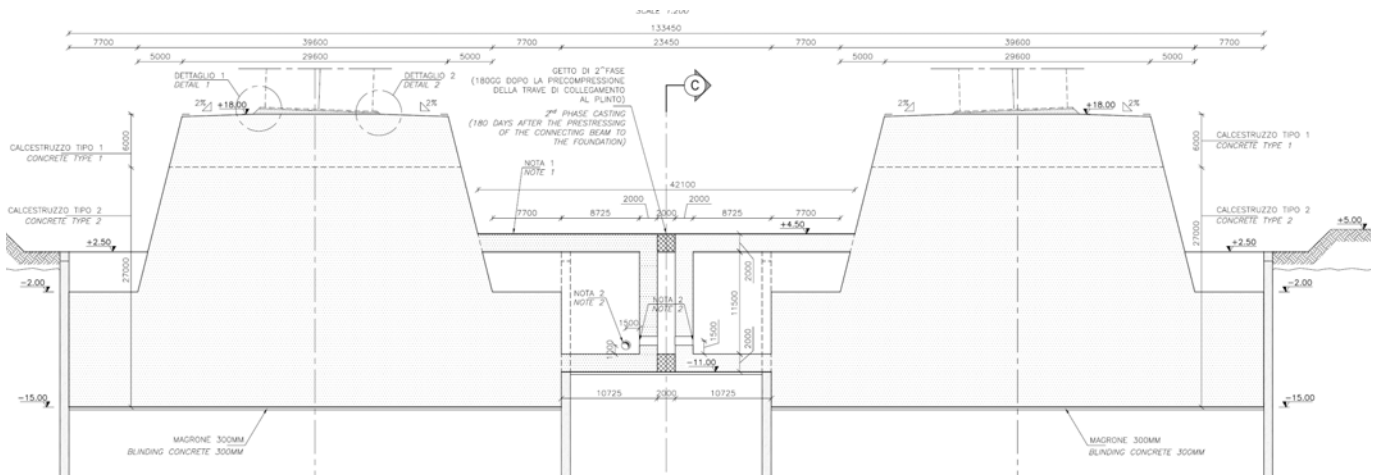 SCALE 1:200
133450
7700
39600
7700
23450
7700
39600
7700
5000
29600
5000
5000
29600
5000
DETTAGLIO 1
DETAIL 1
DETTAGLIO 2
DETAIL 2
GETTO DI 2^FASE
(180GG DOPO LA PRECOMPRESSIONE
DELLA TRAVE DI COLLEGAMENTO
AL PLINTO)
2nd PHASE CASTING
(180 DAYS AFTER THE PRESTRESSING
OF THE CONNECTING BEAM TO
THE FOUNDATION)
C
2%
+18.00
2%
2%
+18.00
2%
6000
6000
CALCESTRUZZO TIPO 1
CONCRETE TYPE 1
CALCESTRUZZO TIPO 1
CONCRETE TYPE 1
NOTA 1
NOTE 1
42100
2000
2000
7700
8725
2000
8725
7700
CALCESTRUZZO TIPO 2
CONCRETE TYPE 2
CALCESTRUZZO TIPO 2
CONCRETE TYPE 2
+4.50
+5.00
+2.50
+2.50
27000
27000
2000
11500
2000
-2.00
-2.00
NOTA 2
NOTE 2
NOTA 2
NOTE 2
1500
1500
-11.00
10725
2000
10725
-15.00
-15.00
MAGRONE 300MM
BLINDING CONCRETE 300MM
MAGRONE 300MM
BLINDING CONCRETE 300MM